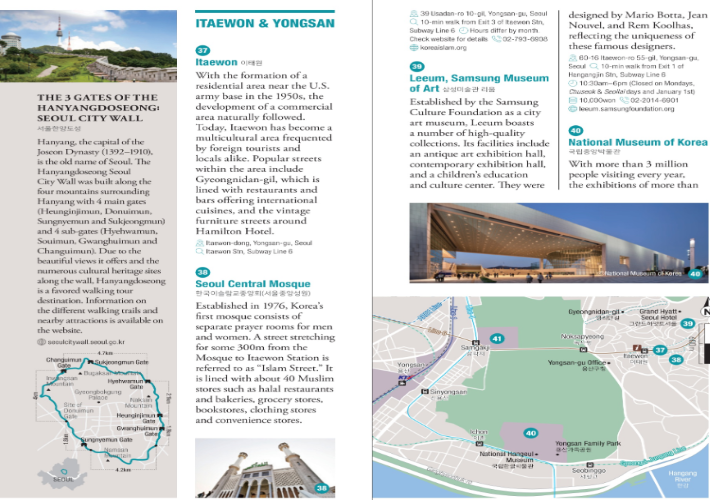 THE 3 GATES OF THE
HANYANGDOSEONG:
SEOUL CITY WALL
서울한양도성
Hanyang, the capital of the
Joseon Dynasty (1392–1910),
is the old name of Seoul. The
Hanyangdoseong Seoul
City Wall was built along the
four mountains surrounding
Hanyang with 4 main gates
(Heunginjimun, Donuimun,
Sungnyemun and Sukjeongmun)
and 4 sub-gates (Hyehwamun,
Souimun, Gwanghuimun and
Changuimun). Due to the
beautiful views it offers and the
numerous cultural heritage sites
along the wall, Hanyangdoseong
is a favored walking tour
destination. Information on
the different walking trails and
nearby attractions is available on
the website.
seoulcitywall.seoul.go.kr
4.7km
Changuimun
Gate
Sukjeongmun Gate
Bugaksan Mountain
Inwangsan
Mountain
Hyehwamun
Gate
Gyeongbokgung
Palace
Naksan
Mountain
Site of
Donuimun
Gate
Heunginjimun
Gate
Gwanghuimun
Gate
Sungnyemun Gate
Namsan
Mountain
4.2km
SEOUL
ITAEWON & YONGSAN
37
Itaewon 이태원
With the formation of a
residential area near the U.S.
army base in the 1950s, the
development of a commercial
area naturally followed.
Today, Itaewon has become a
multicultural area frequented
by foreign tourists and
locals alike. Popular streets
within the area include
Gyeongnidan-gil, which is
lined with restaurants and
bars offering international
cuisines, and the vintage
furniture streets around
Hamilton Hotel.
Itaewon-dong, Yongsan-gu, Seoul
Itaewon Stn, Subway Line 6
38
Seoul Central Mosque
한국이슬람교중앙회(서울중앙성원)
Established in 1976, Korea's
first mosque consists of
separate prayer rooms for men
and women. A street stretching
for some 300m from the
Mosque to Itaewon Station is
referred to as "Islam Street." It
is lined with about 40 Muslim
stores such as halal restaurants
and bakeries, grocery stores,
bookstores, clothing stores
and convenience stores.
38
39 Usadan-ro 10-gil, Yongsan-gu, Seoul
10-min walk from Exit 3 of Itaewon Stn,
Subway Line 6 Hours differ by month.
Check website for details 02-793-6908
koreaislam.org
39
Leeum, Samsung Museum
of Art 삼성미술관 리움
Established by the Samsung
Culture Foundation as a city
art museum, Leeum boasts
a number of high-quality
collections. Its facilities include
an antique art exhibition hall,
contemporary exhibition hall,
and a children's education
and culture center. They were
designed by Mario Botta, Jean
Nouvel, and Rem Koolhas,
reflecting the uniqueness of
these famous designers.
60-16 Itaewon-ro 55-gil, Yongsan-gu,
Seoul 10-min walk from Exit 1 of
Hangangjin Stn, Subway Line 6
10:30am–6pm (Closed on Mondays,
Chuseok & Seollal days and January 1st)
10,000won 02-2014-6901
leeum.samsungfoundation.org
40
National Museum of Korea
국립중앙박물관
With more than 3 million
people visiting every year,
the exhibitions of more than
National Museum of Korea 40
Gyeongnidan-gil
경리단길
Grand Hyatt
Seoul Hotel
그랜드하얏트서울
39
41
Noksapyeong
Itaewon
이태원
37
38
Yongsan-gu Office
용산구청
Yongsan
용산
Sinyongsan
Ichon
이촌
40
Yongsan Family Park
용산가족공원
National Hangeul
Museum
국립한글박물관
Seobinggo
서빙고
Hangang
River
한강